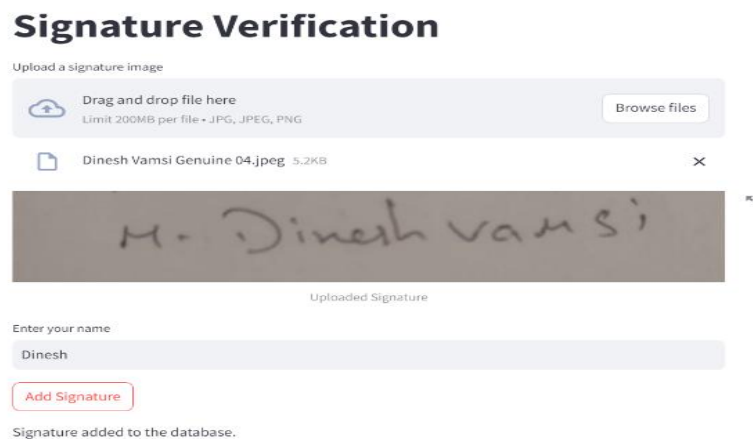 Signature Verification
Upload a signature image
Drag and drop file here
Limit 200MB per file • JPG, JPEG, PNG
Browse files
Dinesh Vamsi Genuine 04.jpeg 5.2KB
M. Dinesh Vamsi
Uploaded Signature
Enter your name
Dinesh
Add Signature
Signature added to the database.